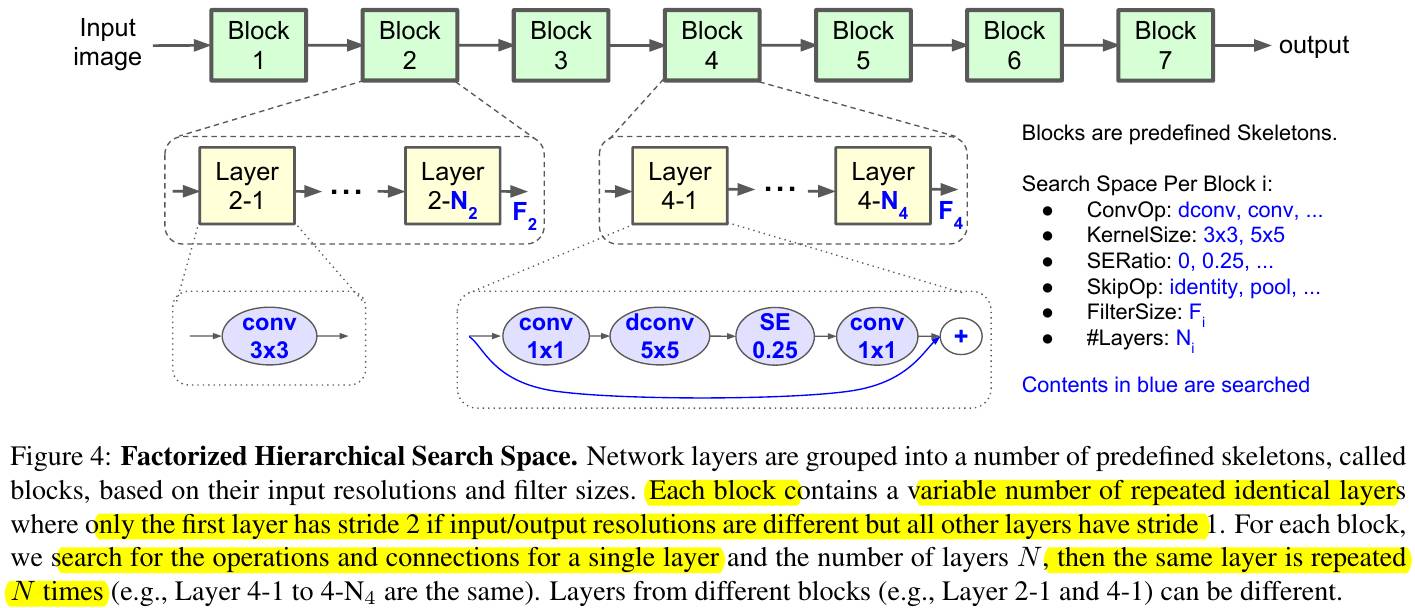 Input image
Block 1
Block 2
Block 3
Block 4
Block 5
Block 6
Block 7
output
Layer 2-1
...
Layer 2-N₂
F₂
Layer 4-1
...
Layer 4-N₄
F₄
conv 3x3
conv 1x1
dconv 5x5
SE 0.25
conv 1x1
+
Blocks are predefined Skeletons.
Search Space Per Block i:
● ConvOp: dconv, conv, ...
● KernelSize: 3x3, 5x5
● SERatio: 0, 0.25, ...
● SkipOp: identity, pool, ...
● FilterSize: Fᵢ
● #Layers: Nᵢ
Contents in blue are searched
Figure 4: Factorized Hierarchical Search Space. Network layers are grouped into a number of predefined skeletons, called
blocks, based on their input resolutions and filter sizes. Each block contains a variable number of repeated identical layers
where only the first layer has stride 2 if input/output resolutions are different but all other layers have stride 1. For each block,
we search for the operations and connections for a single layer and the number of layers N, then the same layer is repeated
N times (e.g., Layer 4-1 to 4-N₄ are the same). Layers from different blocks (e.g., Layer 2-1 and 4-1) can be different.